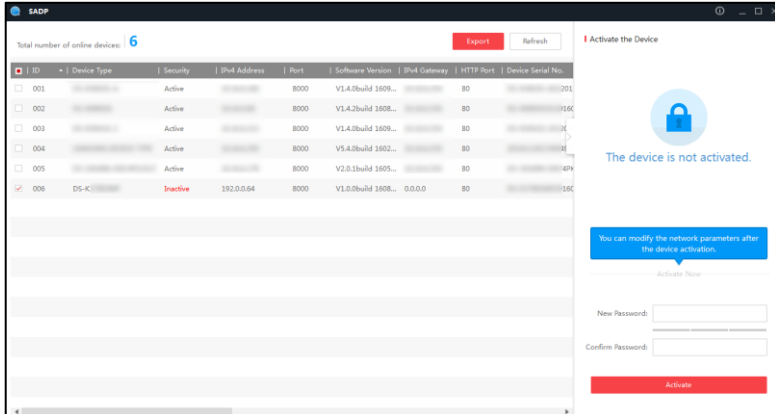 SADP
Total number of online devices: 6
Export Refresh
ID Device Type Security IPv4 Address Port Software Version IPv4 Gateway HTTP Port Device Serial No.
001 Active 8000 V1.4.0build 1609... 80 201
002 Active 8000 V1.4.2build 1608... 80 160
003 Active 8000 V1.4.0build 1609... 80
004 Active 8000 V5.4.0build 1602... 80
005 Active 8000 V2.0.1build 1605... 80 4PH
006 DS-K Inactive 192.0.0.64 8000 V1.0.0build 1608... 0.0.0.0 80 160
Activate the Device
The device is not activated.
You can modify the network parameters after
the device activation.
Activate Now
New Password:
Confirm Password:
Activate